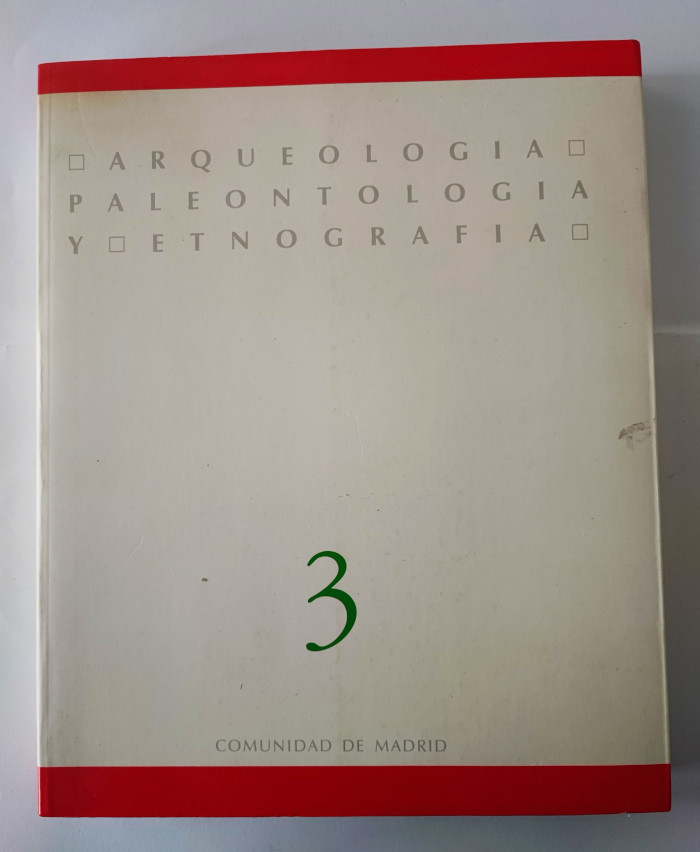 □ ARQUEOLOGIA □
PALEONTOLOGIA
Y □ ETNOGRAFIA □
3
COMUNIDAD DE MADRID